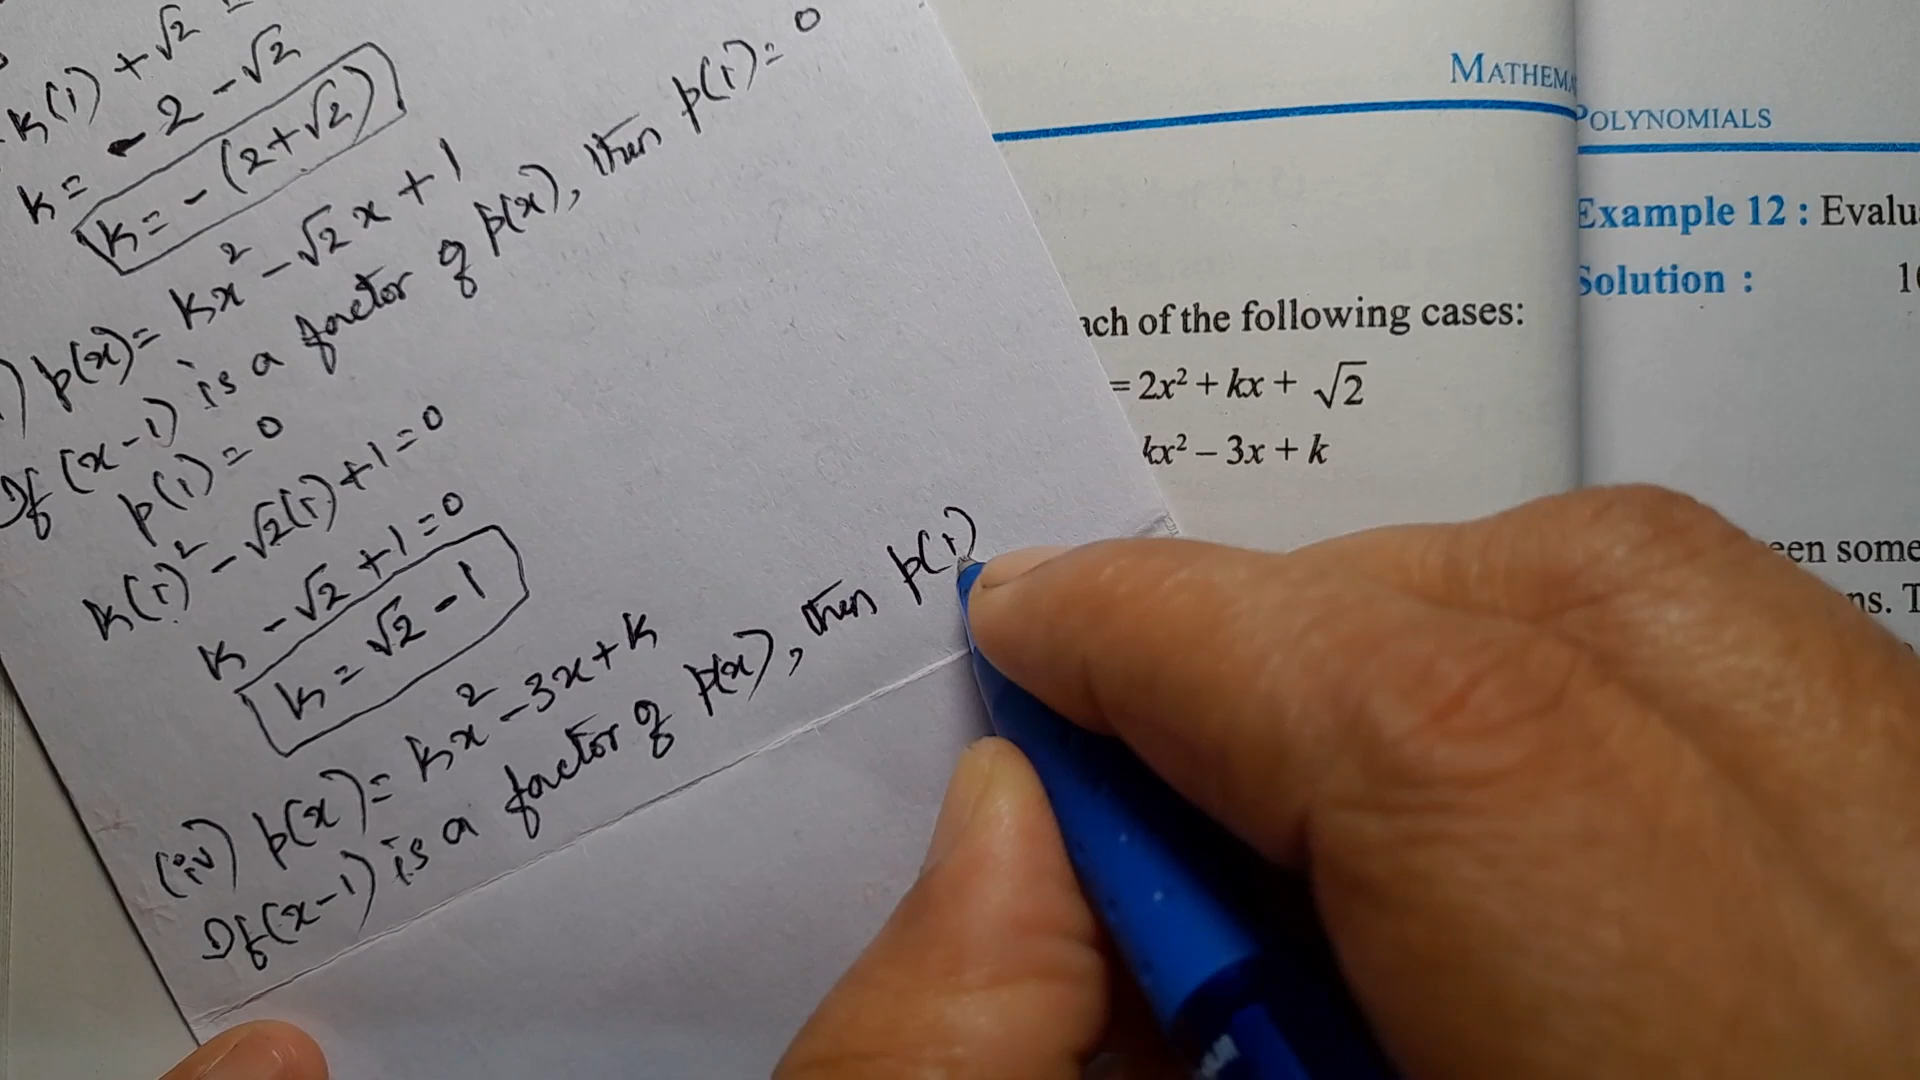 k(1) + √2
k = - 2 - √2
k = - (2 + √2)
) p(x) = kx² - √2 x + 1
If (x-1) is a factor of p(x), then p(1) = 0
p(1) = 0
k(1)² - √2(1) + 1 = 0
k - √2 + 1 = 0
k = √2 - 1
(iv) p(x) = kx² - 3x + k
If (x-1) is a factor of p(x), then p(1)
MATHEMA
ach of the following cases:
= 2x² + kx + √2
kx² – 3x + k
POLYNOMIALS
Example 12 : Evalu
Solution :
een some
ns. T